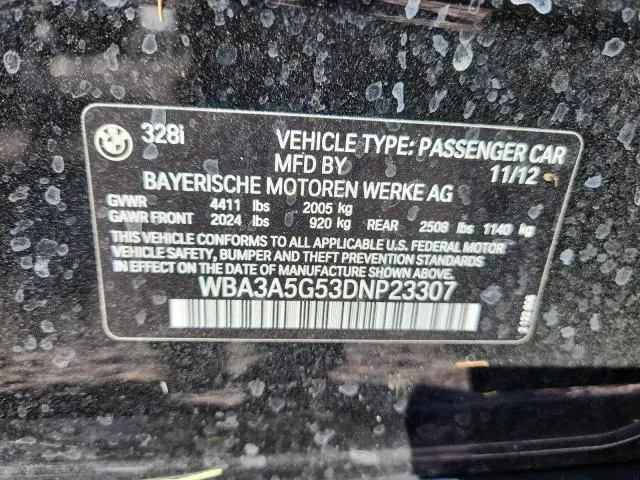 328i VEHICLE TYPE: PASSENGER CAR
MFD BY 11/12
BAYERISCHE MOTOREN WERKE AG
GVWR 4411 lbs 2005 kg
GAWR FRONT 2024 lbs 920 kg REAR 2508 lbs 1140 kg
THIS VEHICLE CONFORMS TO ALL APPLICABLE U.S. FEDERAL MOTOR
VEHICLE SAFETY, BUMPER AND THEFT PREVENTION STANDARDS
IN EFFECT ON THE DATE OF MANUFACTURE SHOWN ABOVE.
WBA3A5G53DNP23307